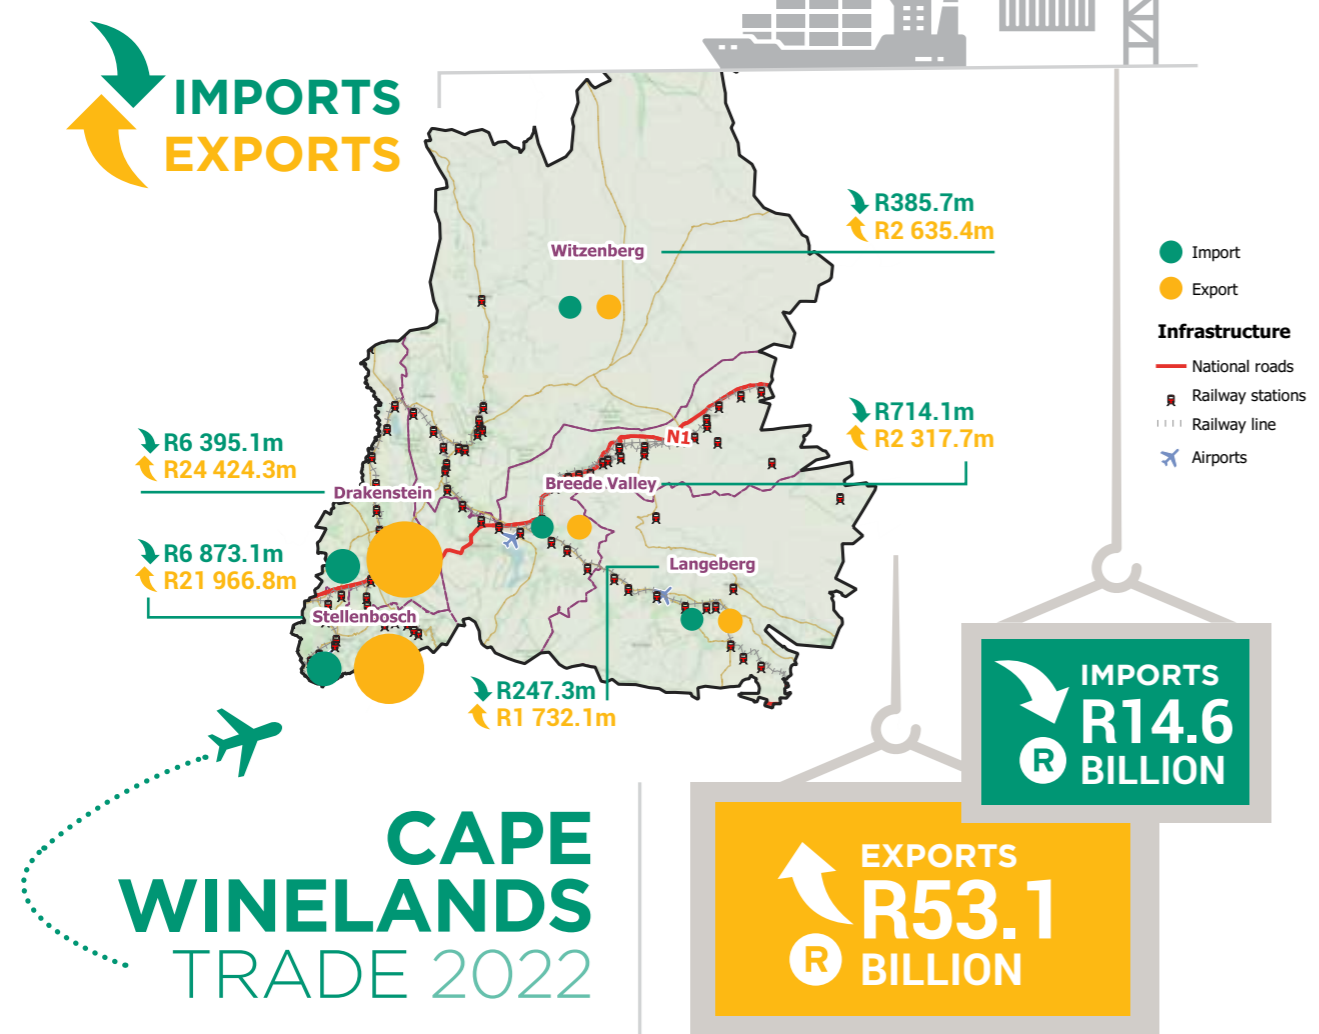 IMPORTS
EXPORTS
R385.7m
R2 635.4m
Witzenberg
Import
Export
Infrastructure
National roads
Railway stations
Railway line
Airports
R714.1m
R2 317.7m
N1
R6 395.1m
R24 424.3m
Drakenstein
Breede Valley
R6 873.1m
R21 966.8m
Langeberg
Stellenbosch
R247.3m
R1 732.1m
IMPORTS
R14.6
R
BILLION
CAPE
WINELANDS
TRADE 2022
EXPORTS
R53.1
R
BILLION